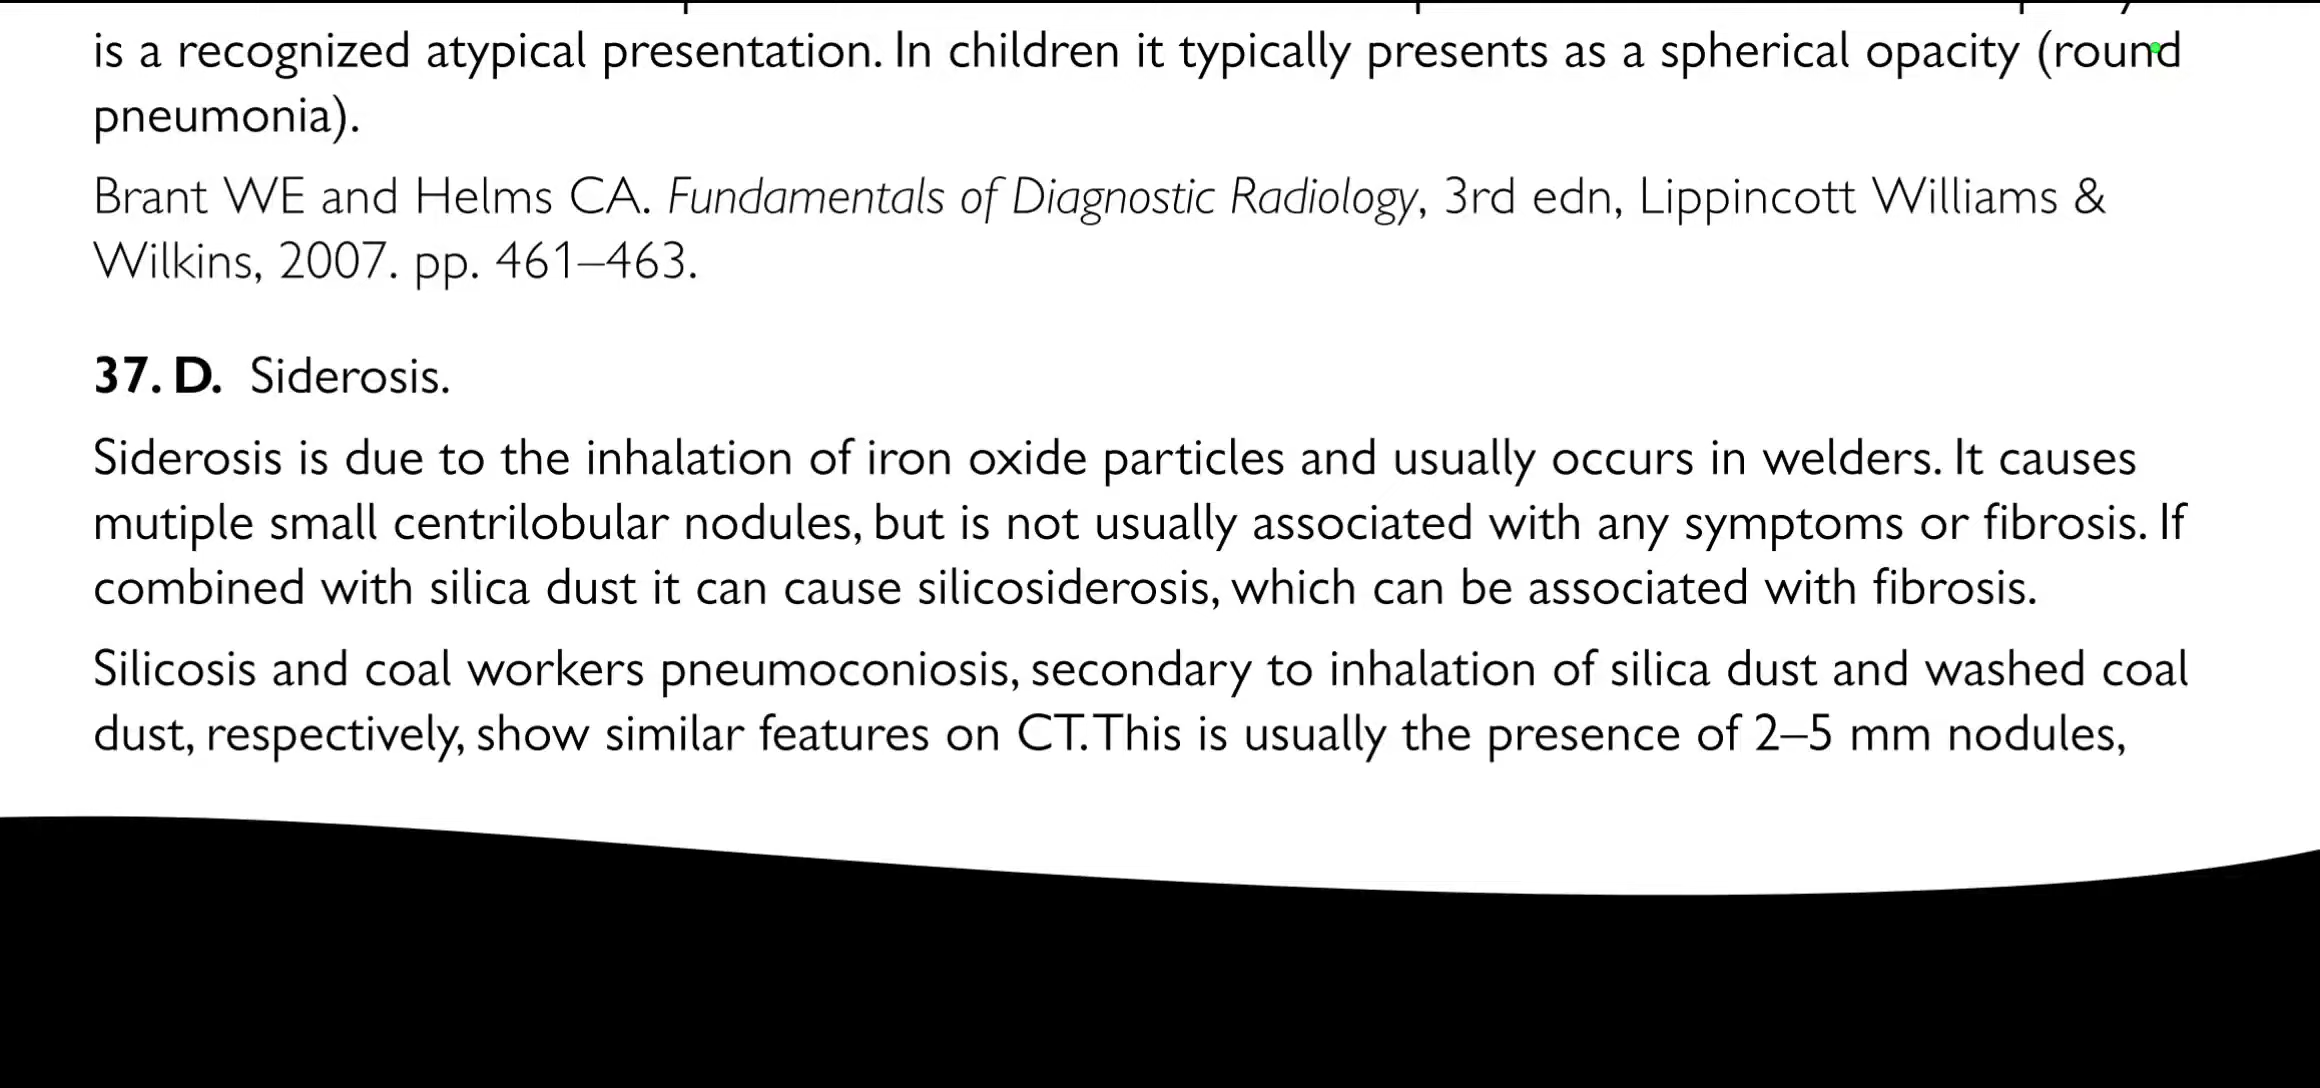 is a recognized atypical presentation. In children it typically presents as a spherical opacity (round
pneumonia).
Brant WE and Helms CA. Fundamentals of Diagnostic Radiology, 3rd edn, Lippincott Williams &
Wilkins, 2007. pp. 461–463.
37. D. Siderosis.
Siderosis is due to the inhalation of iron oxide particles and usually occurs in welders. It causes
mutiple small centrilobular nodules, but is not usually associated with any symptoms or fibrosis. If
combined with silica dust it can cause silicosiderosis, which can be associated with fibrosis.
Silicosis and coal workers pneumoconiosis, secondary to inhalation of silica dust and washed coal
dust, respectively, show similar features on CT. This is usually the presence of 2–5 mm nodules,